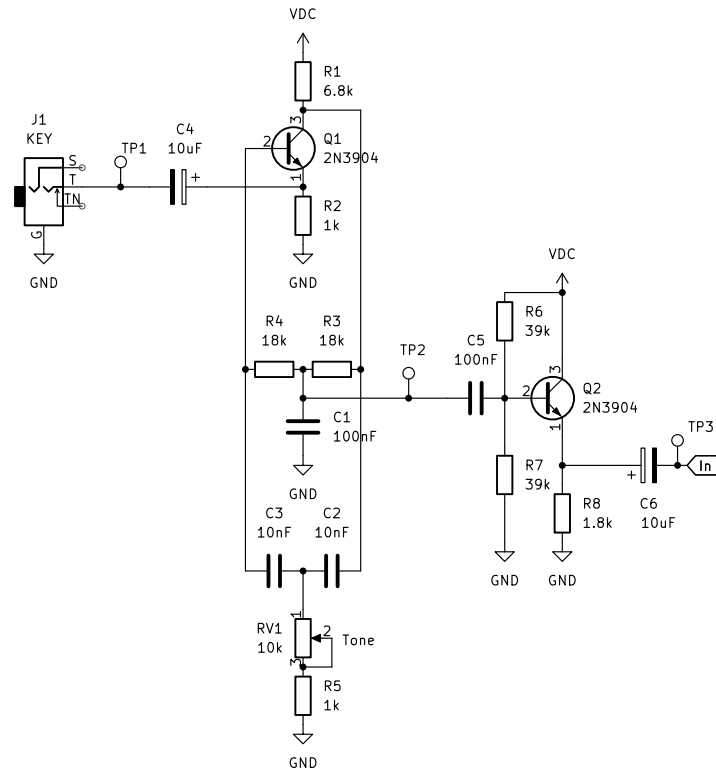 VDC
R1
6.8k
J1
KEY
S
T
TN
G
GND
TP1
C4
10uF
+
3
2
Q1
2N3904
1
R2
1k
GND
R4
18k
R3
18k
TP2
C1
100nF
GND
C3
10nF
C2
10nF
RV1
10k
1
2
3
Tone
R5
1k
GND
VDC
R6
39k
C5
100nF
3
2
Q2
2N3904
1
R7
39k
GND
R8
1.8k
GND
+
C6
10uF
TP3
In